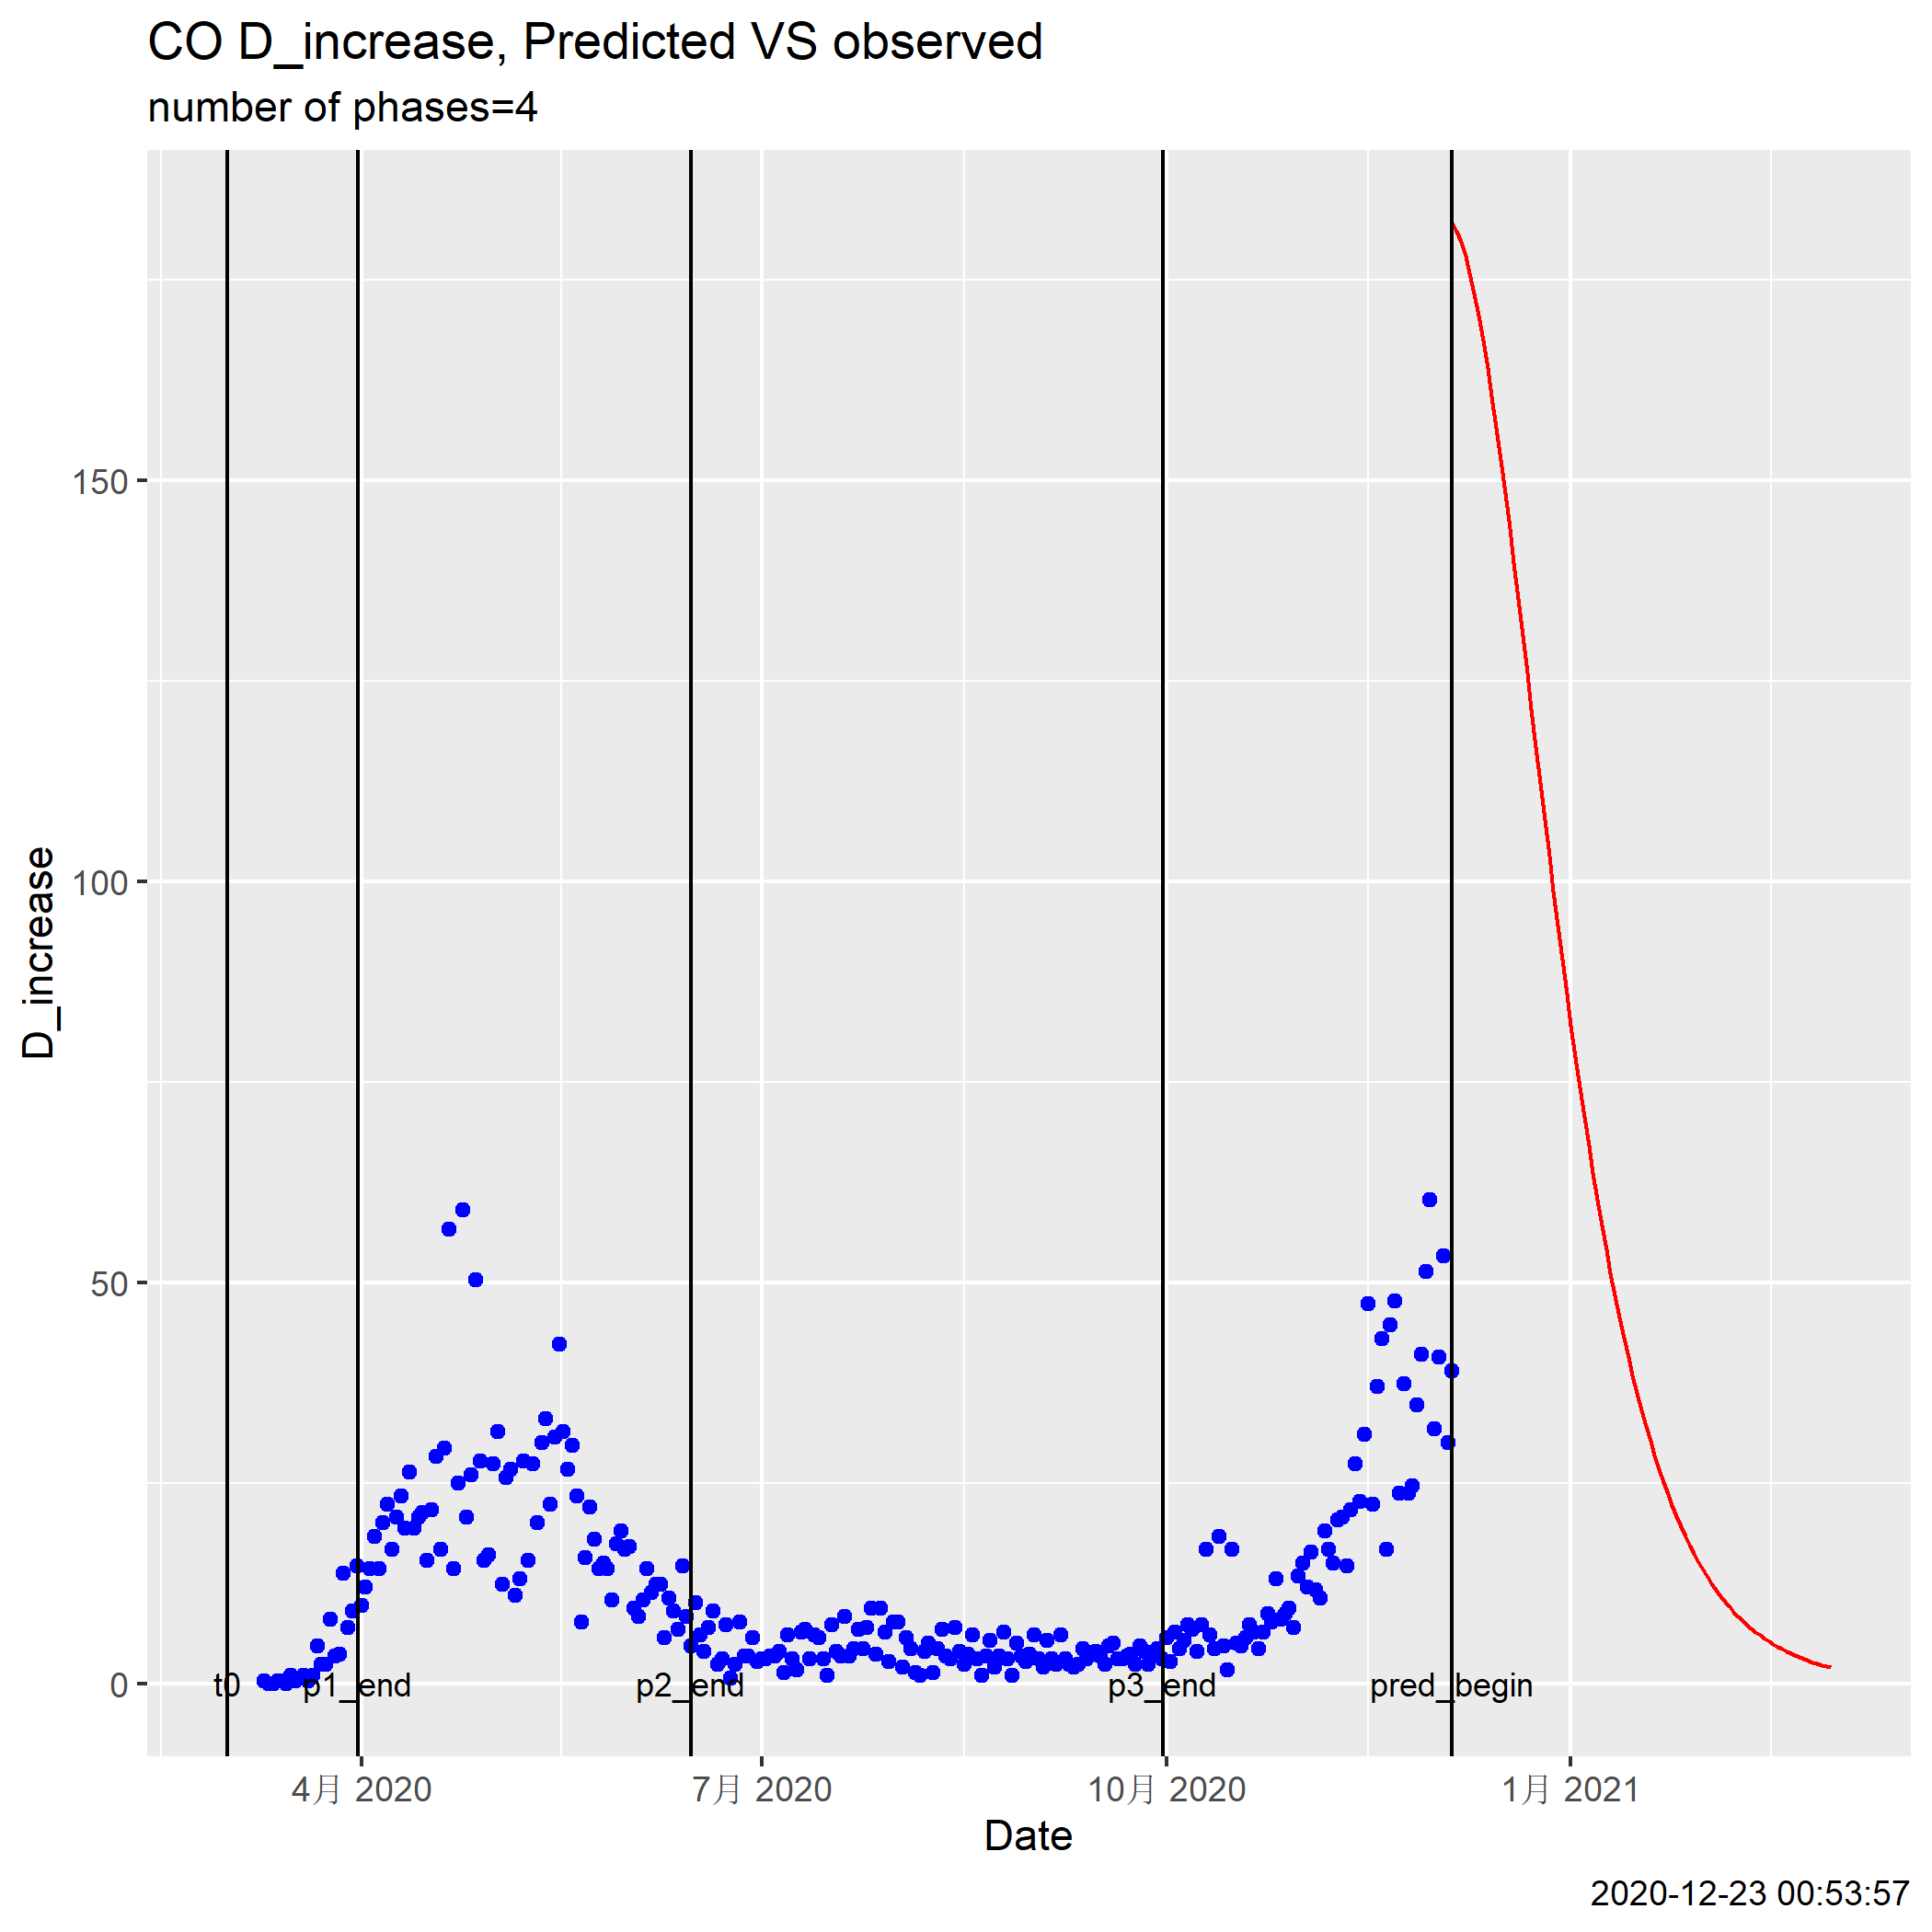 CO D_increase, Predicted VS observed
number of phases=4
D_increase
150
100
50
0
t0
p1_end
p2_end
p3_end
pred_begin
4月 2020
7月 2020
10月 2020
1月 2021
Date
2020-12-23 00:53:57